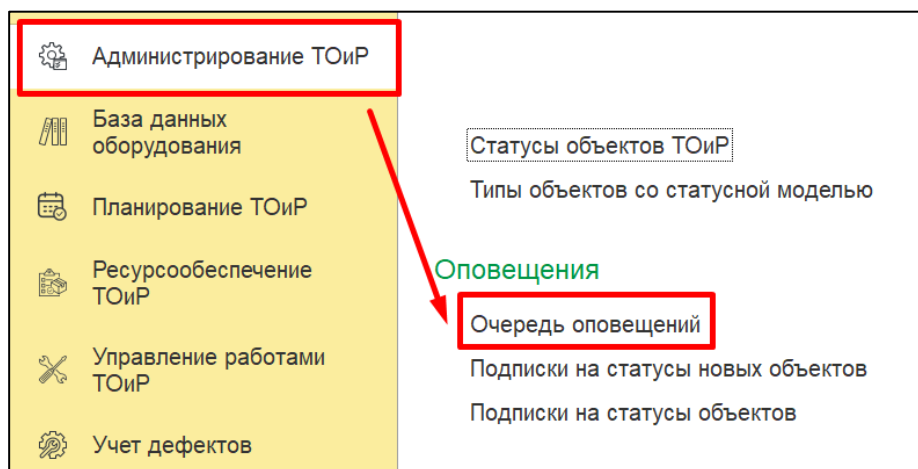 Администрирование ТОиР
База данных
оборудования
Планирование ТОиР
Ресурсообеспечение
ТОиР
Управление работами
ТОиР
Учет дефектов
Статусы объектов ТОиР
Типы объектов со статусной моделью
Оповещения
Очередь оповещений
Подписки на статусы новых объектов
Подписки на статусы объектов